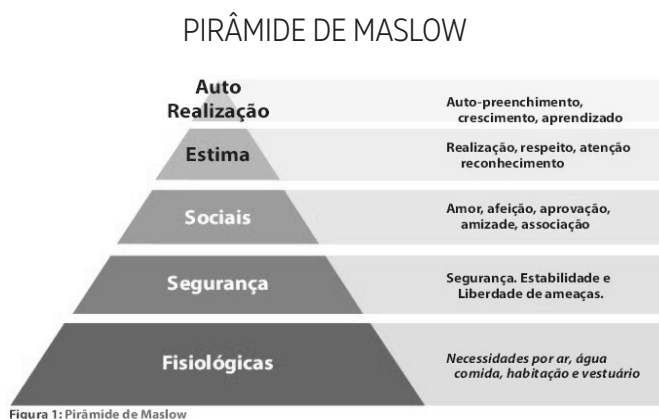 PIRÂMIDE DE MASLOW
Auto
Realização
Auto-preenchimento,
crescimento, aprendizado
Estima
Realização, respeito, atenção
reconhecimento
Sociais
Amor, afeição, aprovação,
amizade, associação
Segurança
Segurança. Estabilidade e
Liberdade de ameaças.
Fisiológicas
Necessidades por ar, água
comida, habitação e vestuário
Figura 1: Pirâmide de Maslow